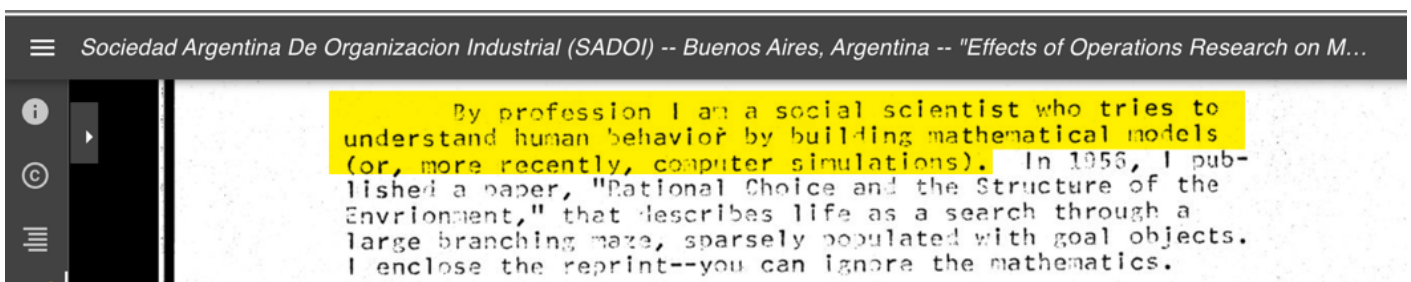 Sociedad Argentina De Organizacion Industrial (SADOI) -- Buenos Aires, Argentina -- "Effects of Operations Research on M…
By profession I am a social scientist who tries to
understand human behavior by building mathematical models
(or, more recently, computer simulations). In 1956, I pub-
lished a paper, "Rational Choice and the Structure of the
Envrionment," that describes life as a search through a
large branching maze, sparsely populated with goal objects.
I enclose the reprint--you can ignore the mathematics.